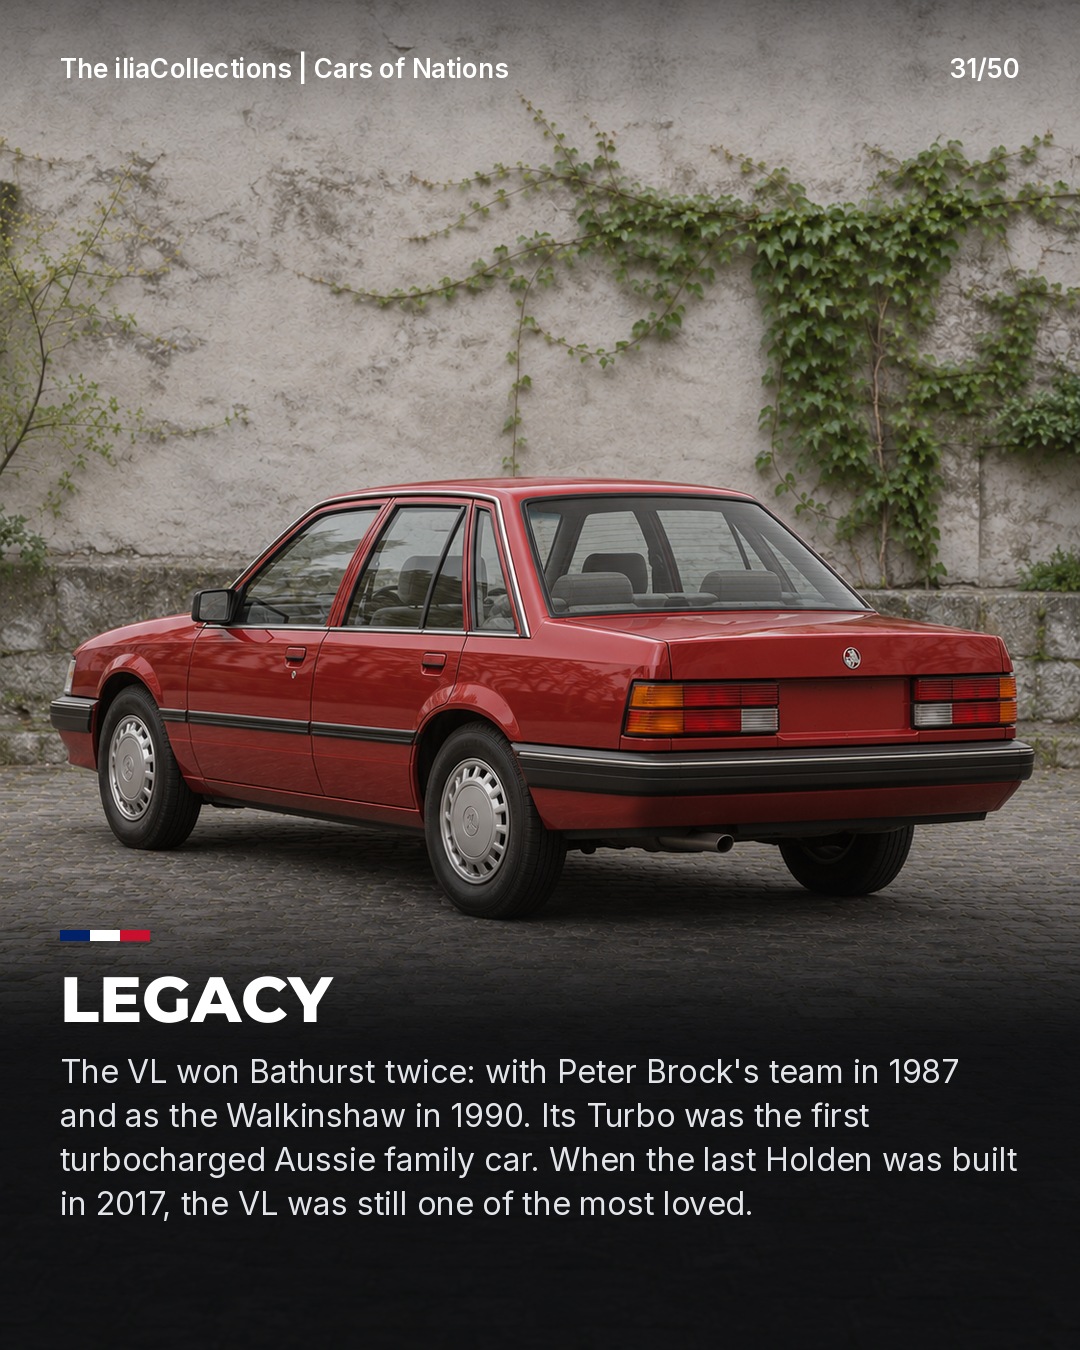 The iliaCollections | Cars of Nations
31/50
LEGACY
The VL won Bathurst twice: with Peter Brock's team in 1987
and as the Walkinshaw in 1990. Its Turbo was the first
turbocharged Aussie family car. When the last Holden was built
in 2017, the VL was still one of the most loved.